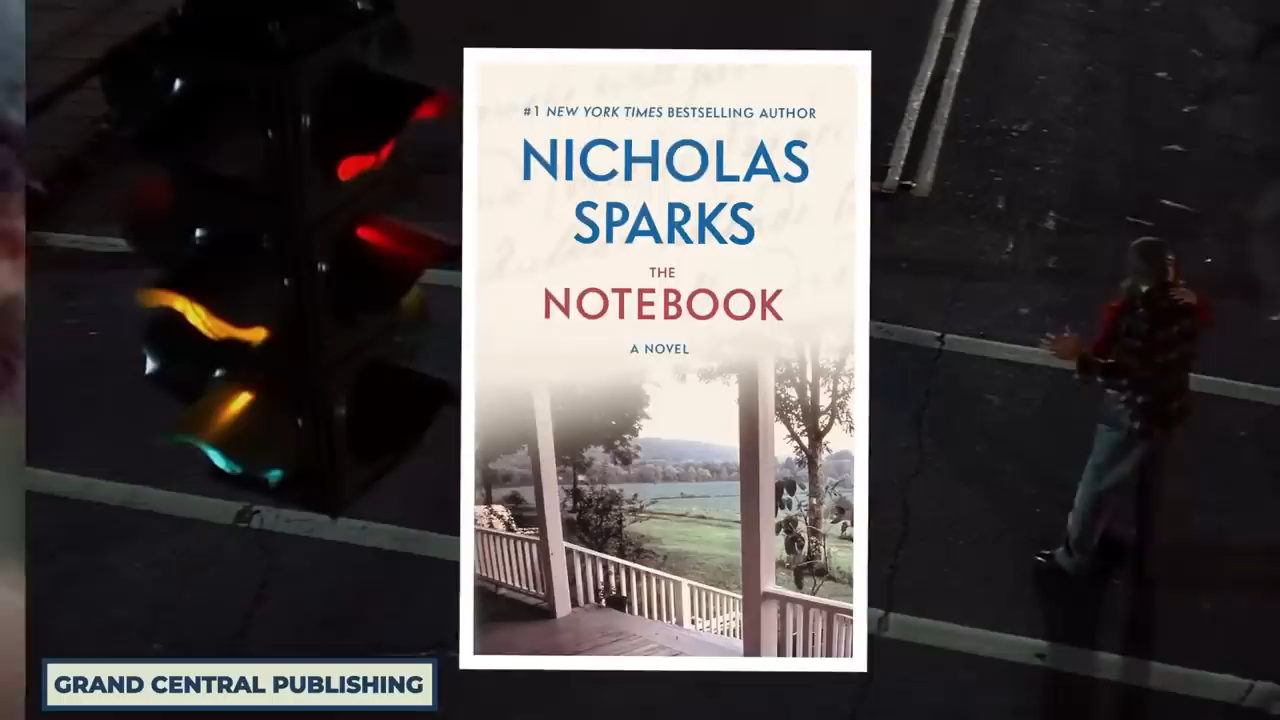 #1 NEW YORK TIMES BESTSELLING AUTHOR
NICHOLAS
SPARKS
THE
NOTEBOOK
A NOVEL
GRAND CENTRAL PUBLISHING